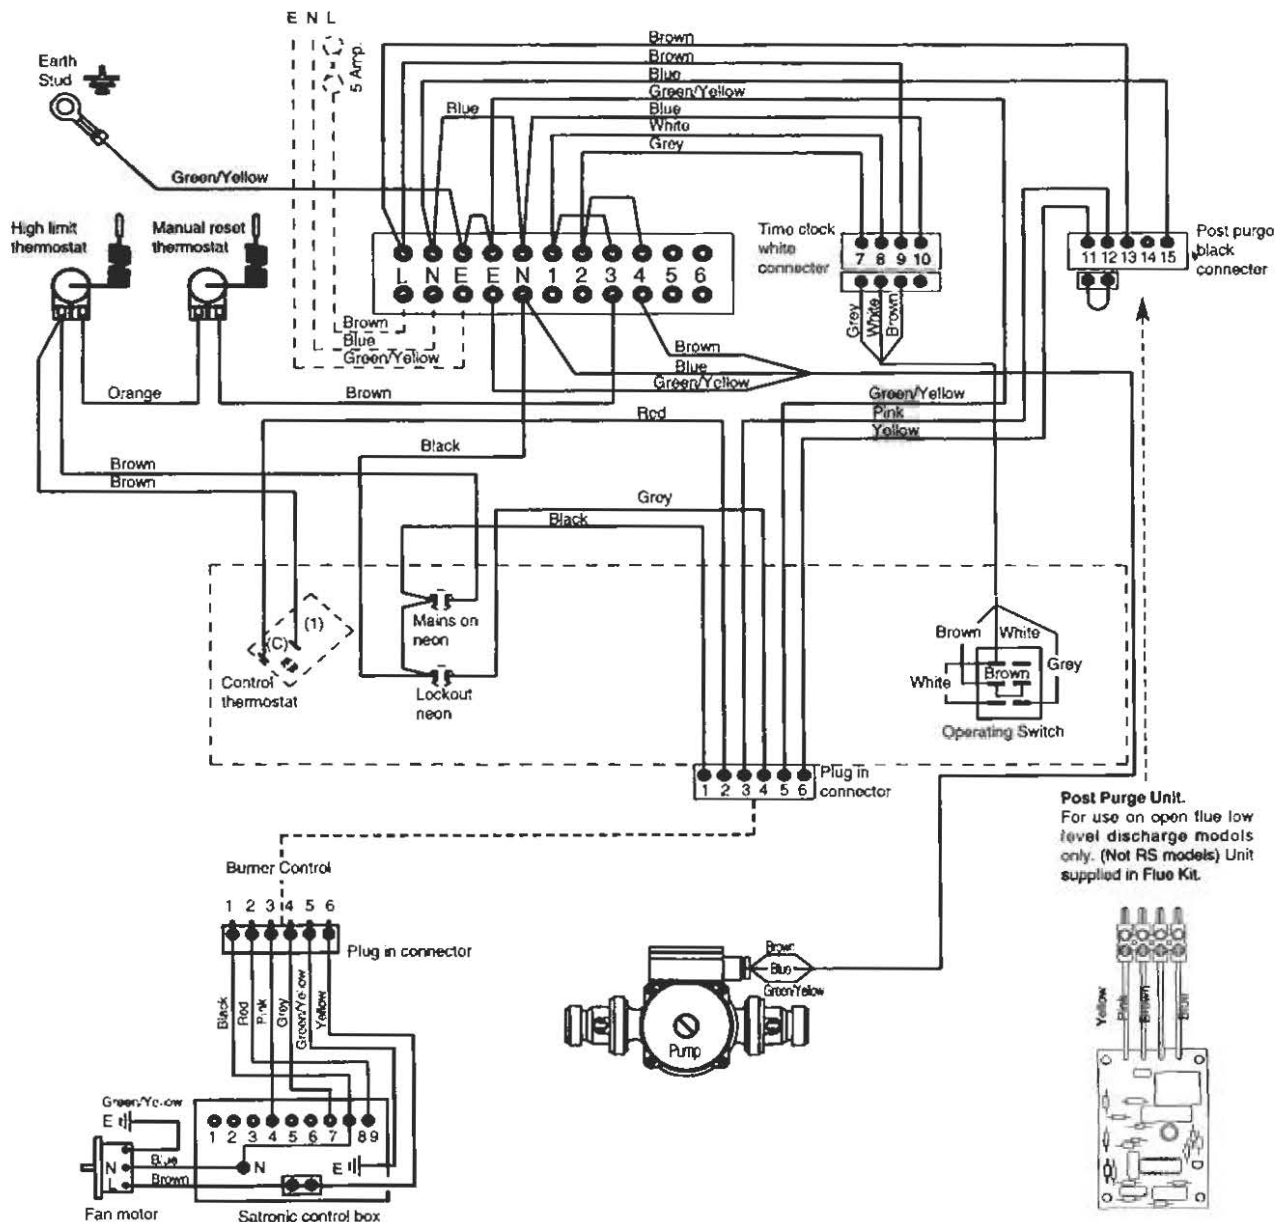 E N L
5 Amp.
Earth
Stud
Brown
Brown
Blue
Green/Yellow
Blue
Blue
White
Grey
Green/Yellow
High limit
thermostat
Manual reset
thermostat
Time clock
white
connector
7 8 9 10
Post purge
black
connector
11 12 13 14 15
L N E E N 1 2 3 4 5 6
Grey
White
Brown
Brown
Blue
Green/Yellow
Brown
Blue
Green/Yellow
Orange
Brown
Red
Green/Yellow
Pink
Yellow
Black
Brown
Brown
Grey
Black
(1)
(C)
Control
thermostat
Mains on
neon
Lockout
neon
Brown White
White Brown Grey
Operating Switch
1 2 3 4 5 6
Plug in
connector
Post Purge Unit.
For use on open flue low
level discharge models
only. (Not RS models) Unit
supplied in Flue Kit.
Burner Control
1 2 3 4 5 6
Plug in connector
Black
Red
Pink
Grey
Green/Yellow
Yellow
Brown
Blue
Green/Yellow
Pump
Yellow
Pink
Brown
Blue
Green/Yellow
E
1 2 3 4 5 6 7 8 9
N
E
N
L
Blue
Brown
Fan motor
Satronic control box